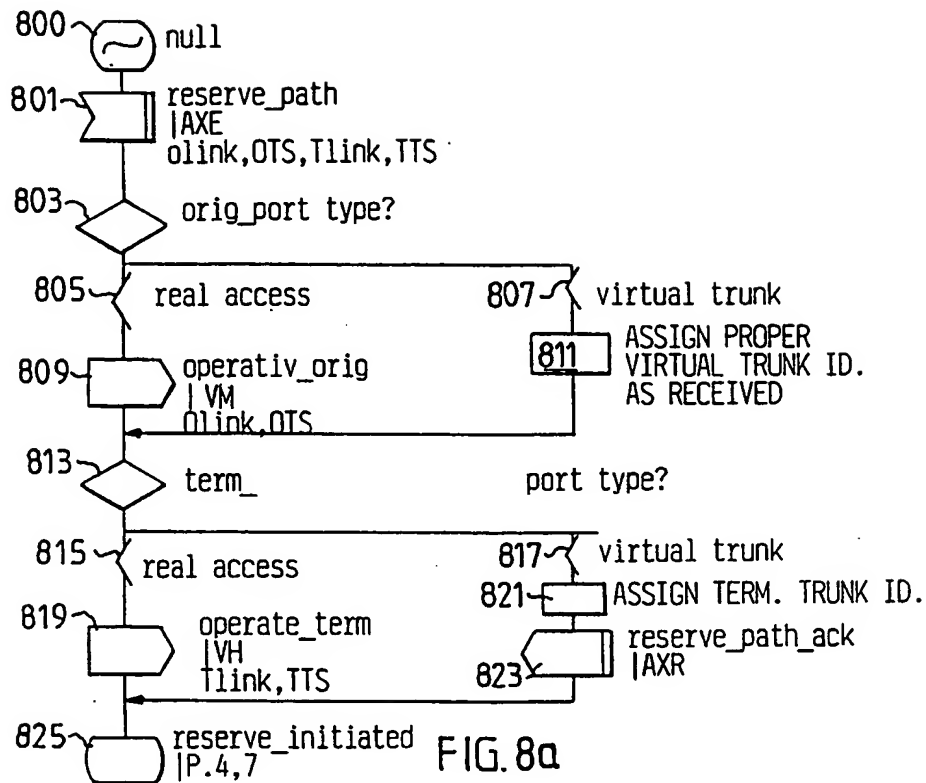 800
null
801
reserve_path
|AXE
olink,OTS,Tlink,TTS
803
orig_port type?
805
real access
807
virtual trunk
809
operativ_orig
|VM
Olink,OTS
811
ASSIGN PROPER
VIRTUAL TRUNK ID.
AS RECEIVED
813
term_ port type?
815
real access
817
virtual trunk
819
operate_term
|VH
Tlink,TTS
821
ASSIGN TERM. TRUNK ID.
823
reserve_path_ack
|AXR
825
reserve_initiated
|P.4,7
FIG.8a